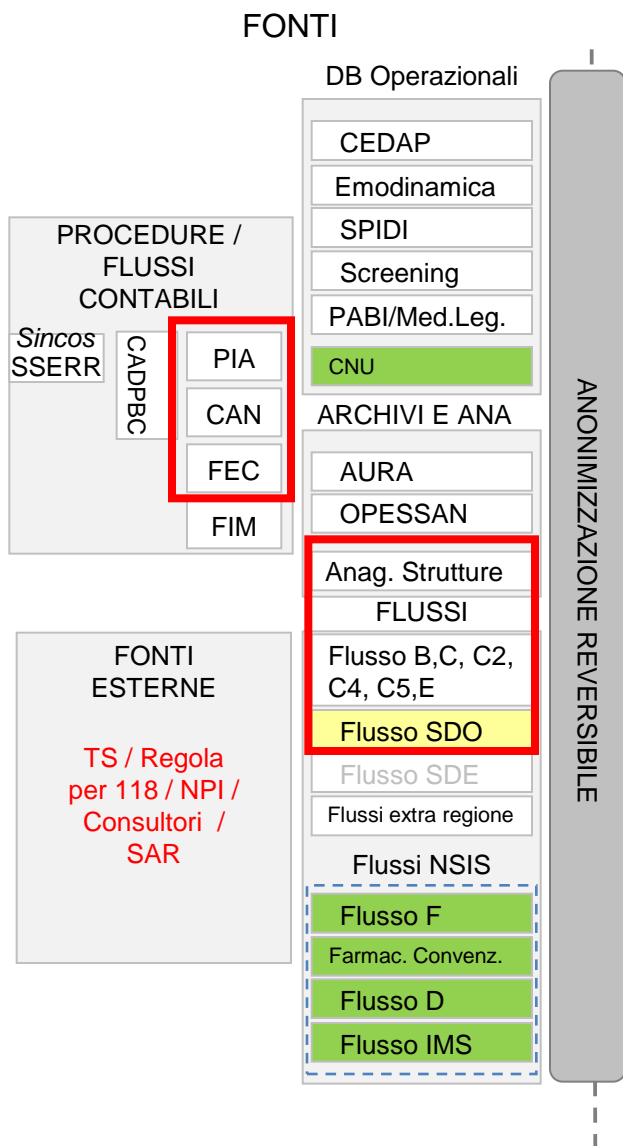 FONTI
DB Operazionali
CEDAP
Emodinamica
SPIDI
Screening
PABI/Med.Leg.
CNU
PROCEDURE /
FLUSSI
CONTABILI
Sincos
SSERR
CADPBC
PIA
CAN
FEC
FIM
ARCHIVI E ANA
AURA
OPESSAN
Anag. Strutture
FLUSSI
Flusso B,C, C2,
C4, C5,E
Flusso SDO
Flusso SDE
Flussi extra regione
FONTI
ESTERNE
TS / Regola
per 118 / NPI /
Consultori /
SAR
Flussi NSIS
Flusso F
Farmac. Convenz.
Flusso D
Flusso IMS
ANONIMIZZAZIONE REVERSIBILE